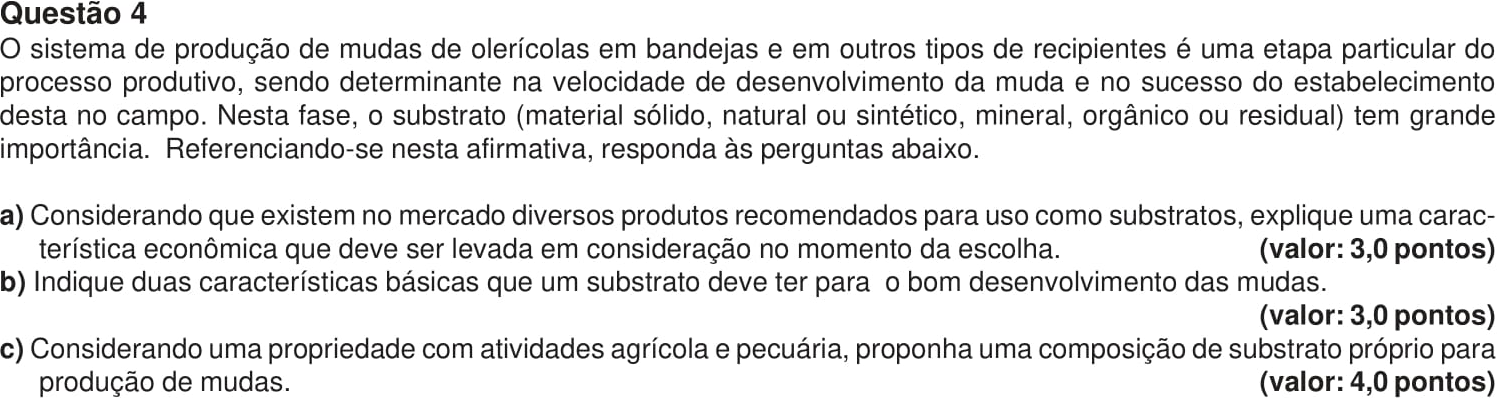 Questão 4
O sistema de produção de mudas de olerícolas em bandejas e em outros tipos de recipientes é uma etapa particular do
processo produtivo, sendo determinante na velocidade de desenvolvimento da muda e no sucesso do estabelecimento
desta no campo. Nesta fase, o substrato (material sólido, natural ou sintético, mineral, orgânico ou residual) tem grande
importância.  Referenciando-se nesta afirmativa, responda às perguntas abaixo.
a) Considerando que existem no mercado diversos produtos recomendados para uso como substratos, explique uma carac-
terística econômica que deve ser levada em consideração no momento da escolha. (valor: 3,0 pontos)
b) Indique duas características básicas que um substrato deve ter para  o bom desenvolvimento das mudas.
(valor: 3,0 pontos)
c) Considerando uma propriedade com atividades agrícola e pecuária, proponha uma composição de substrato próprio para
produção de mudas. (valor: 4,0 pontos)